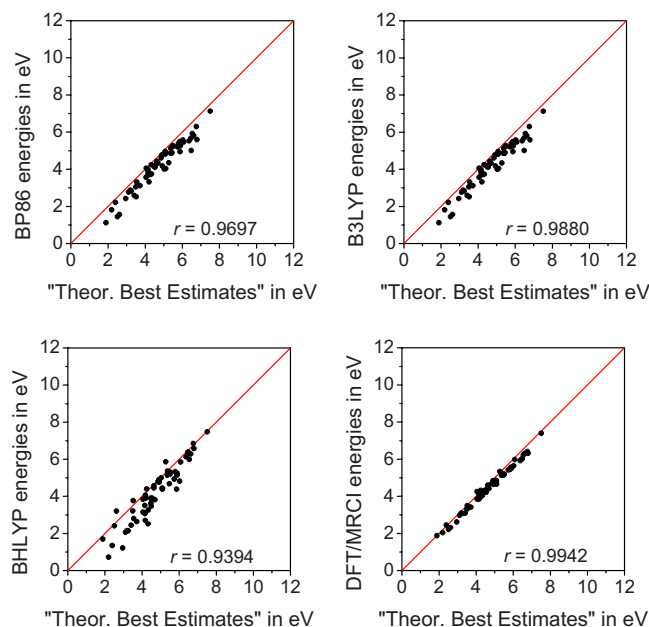 12
10
8
6
4
2
0
BP86 energies in eV
r = 0.9697
0 2 4 6 8 10 12
"Theor. Best Estimates" in eV
12
10
8
6
4
2
0
B3LYP energies in eV
r = 0.9880
0 2 4 6 8 10 12
"Theor. Best Estimates" in eV
12
10
8
6
4
2
0
BHLYP energies in eV
r = 0.9394
0 2 4 6 8 10 12
"Theor. Best Estimates" in eV
12
10
8
6
4
2
0
DFT/MRCI energies in eV
r = 0.9942
0 2 4 6 8 10 12
"Theor. Best Estimates" in eV